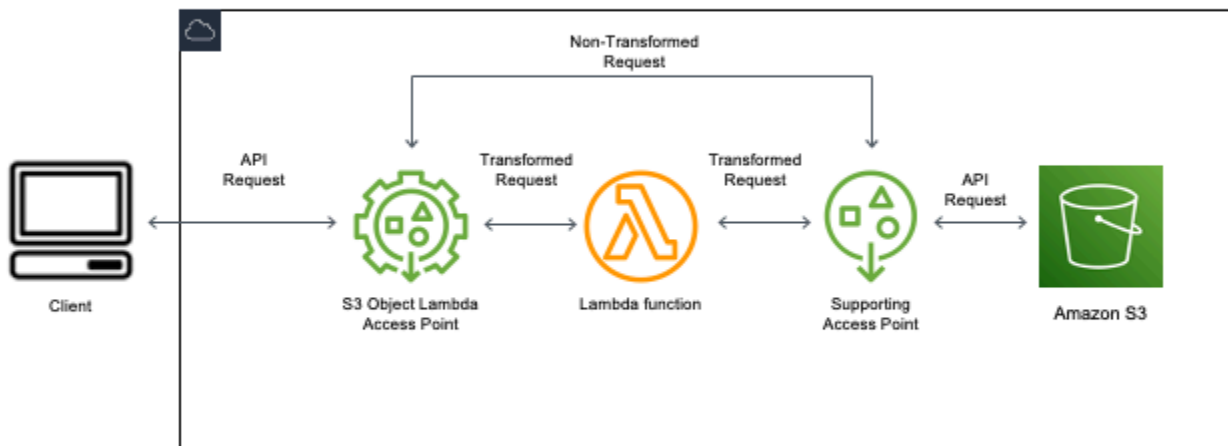 Non-Transformed
Request
API
Request
Transformed
Request
Transformed
Request
API
Request
Client
S3 Object Lambda
Access Point
Lambda function
Supporting
Access Point
Amazon S3